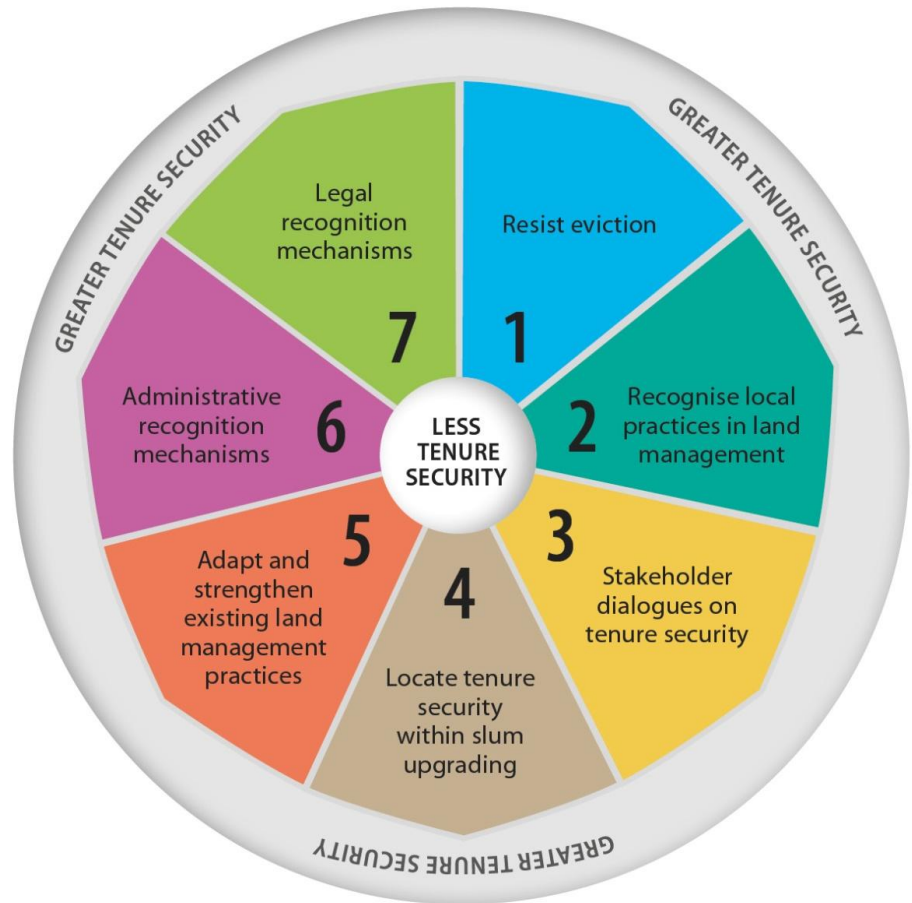 GREATER TENURE SECURITY
GREATER TENURE SECURITY
Legal
recognition
mechanisms
7
Resist eviction
1
Administrative
recognition
mechanisms
6
LESS
TENURE
SECURITY
2
Recognise local
practices in land
management
5
Adapt and
strengthen
existing land
management
practices
4
Locate tenure
security
within slum
upgrading
3
Stakeholder
dialogues on
tenure security
GREATER TENURE SECURITY